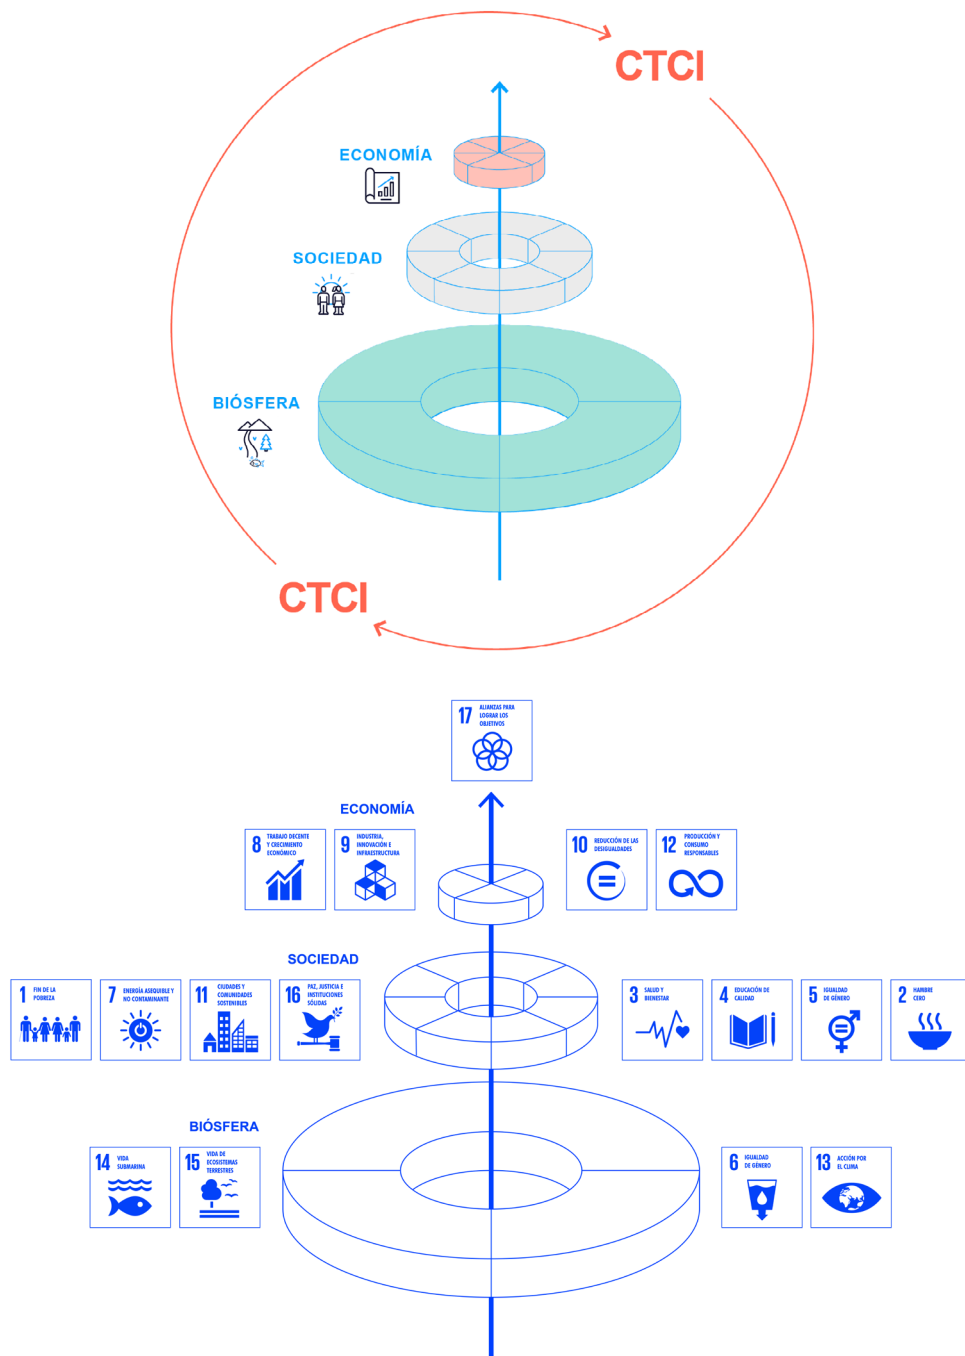 CTCI
ECONOMÍA
SOCIEDAD
BIÓSFERA
CTCI
17 ALIANZAS PARA
LOGRAR LOS
OBJETIVOS
ECONOMÍA
8 TRABAJO DECENTE
Y CRECIMIENTO
ECONÓMICO
9 INDUSTRIA,
INNOVACIÓN E
INFRAESTRUCTURA
10 REDUCCIÓN DE LAS
DESIGUALDADES
12 PRODUCCIÓN Y
CONSUMO
RESPONSABLES
SOCIEDAD
1 FIN DE LA
POBREZA
7 ENERGÍA ASEQUIBLE Y
NO CONTAMINANTE
11 CIUDADES Y
COMUNIDADES
SOSTENIBLES
16 PAZ, JUSTICIA E
INSTITUCIONES
SÓLIDAS
3 SALUD Y
BIENESTAR
4 EDUCACIÓN DE
CALIDAD
5 IGUALDAD
DE GÉNERO
2 HAMBRE
CERO
BIÓSFERA
14 VIDA
SUBMARINA
15 VIDA DE
ECOSISTEMAS
TERRESTRES
6 IGUALDAD
DE GÉNERO
13 ACCIÓN POR
EL CLIMA